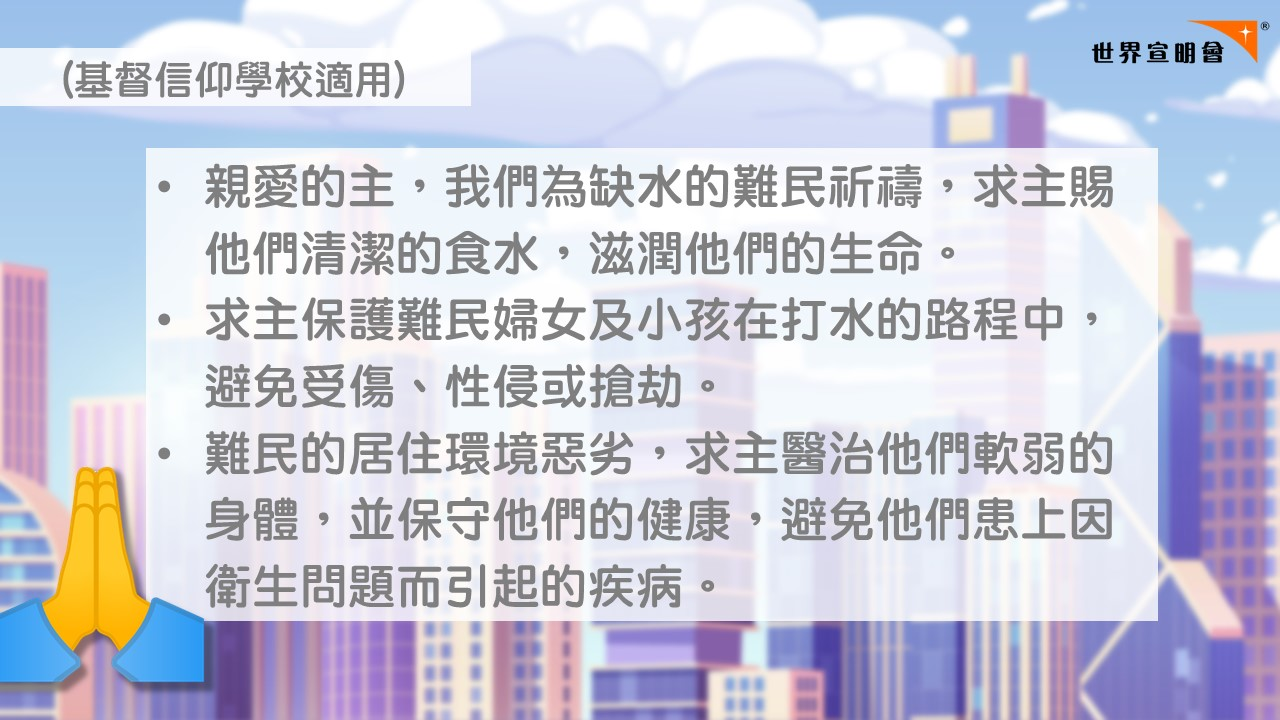 世界宣明會®
(基督信仰學校適用)
• 親愛的主，我們為缺水的難民祈禱，求主賜
他們清潔的食水，滋潤他們的生命。
• 求主保護難民婦女及小孩在打水的路程中，
避免受傷、性侵或搶劫。
• 難民的居住環境惡劣，求主醫治他們軟弱的
身體，並保守他們的健康，避免他們患上因
衛生問題而引起的疾病。